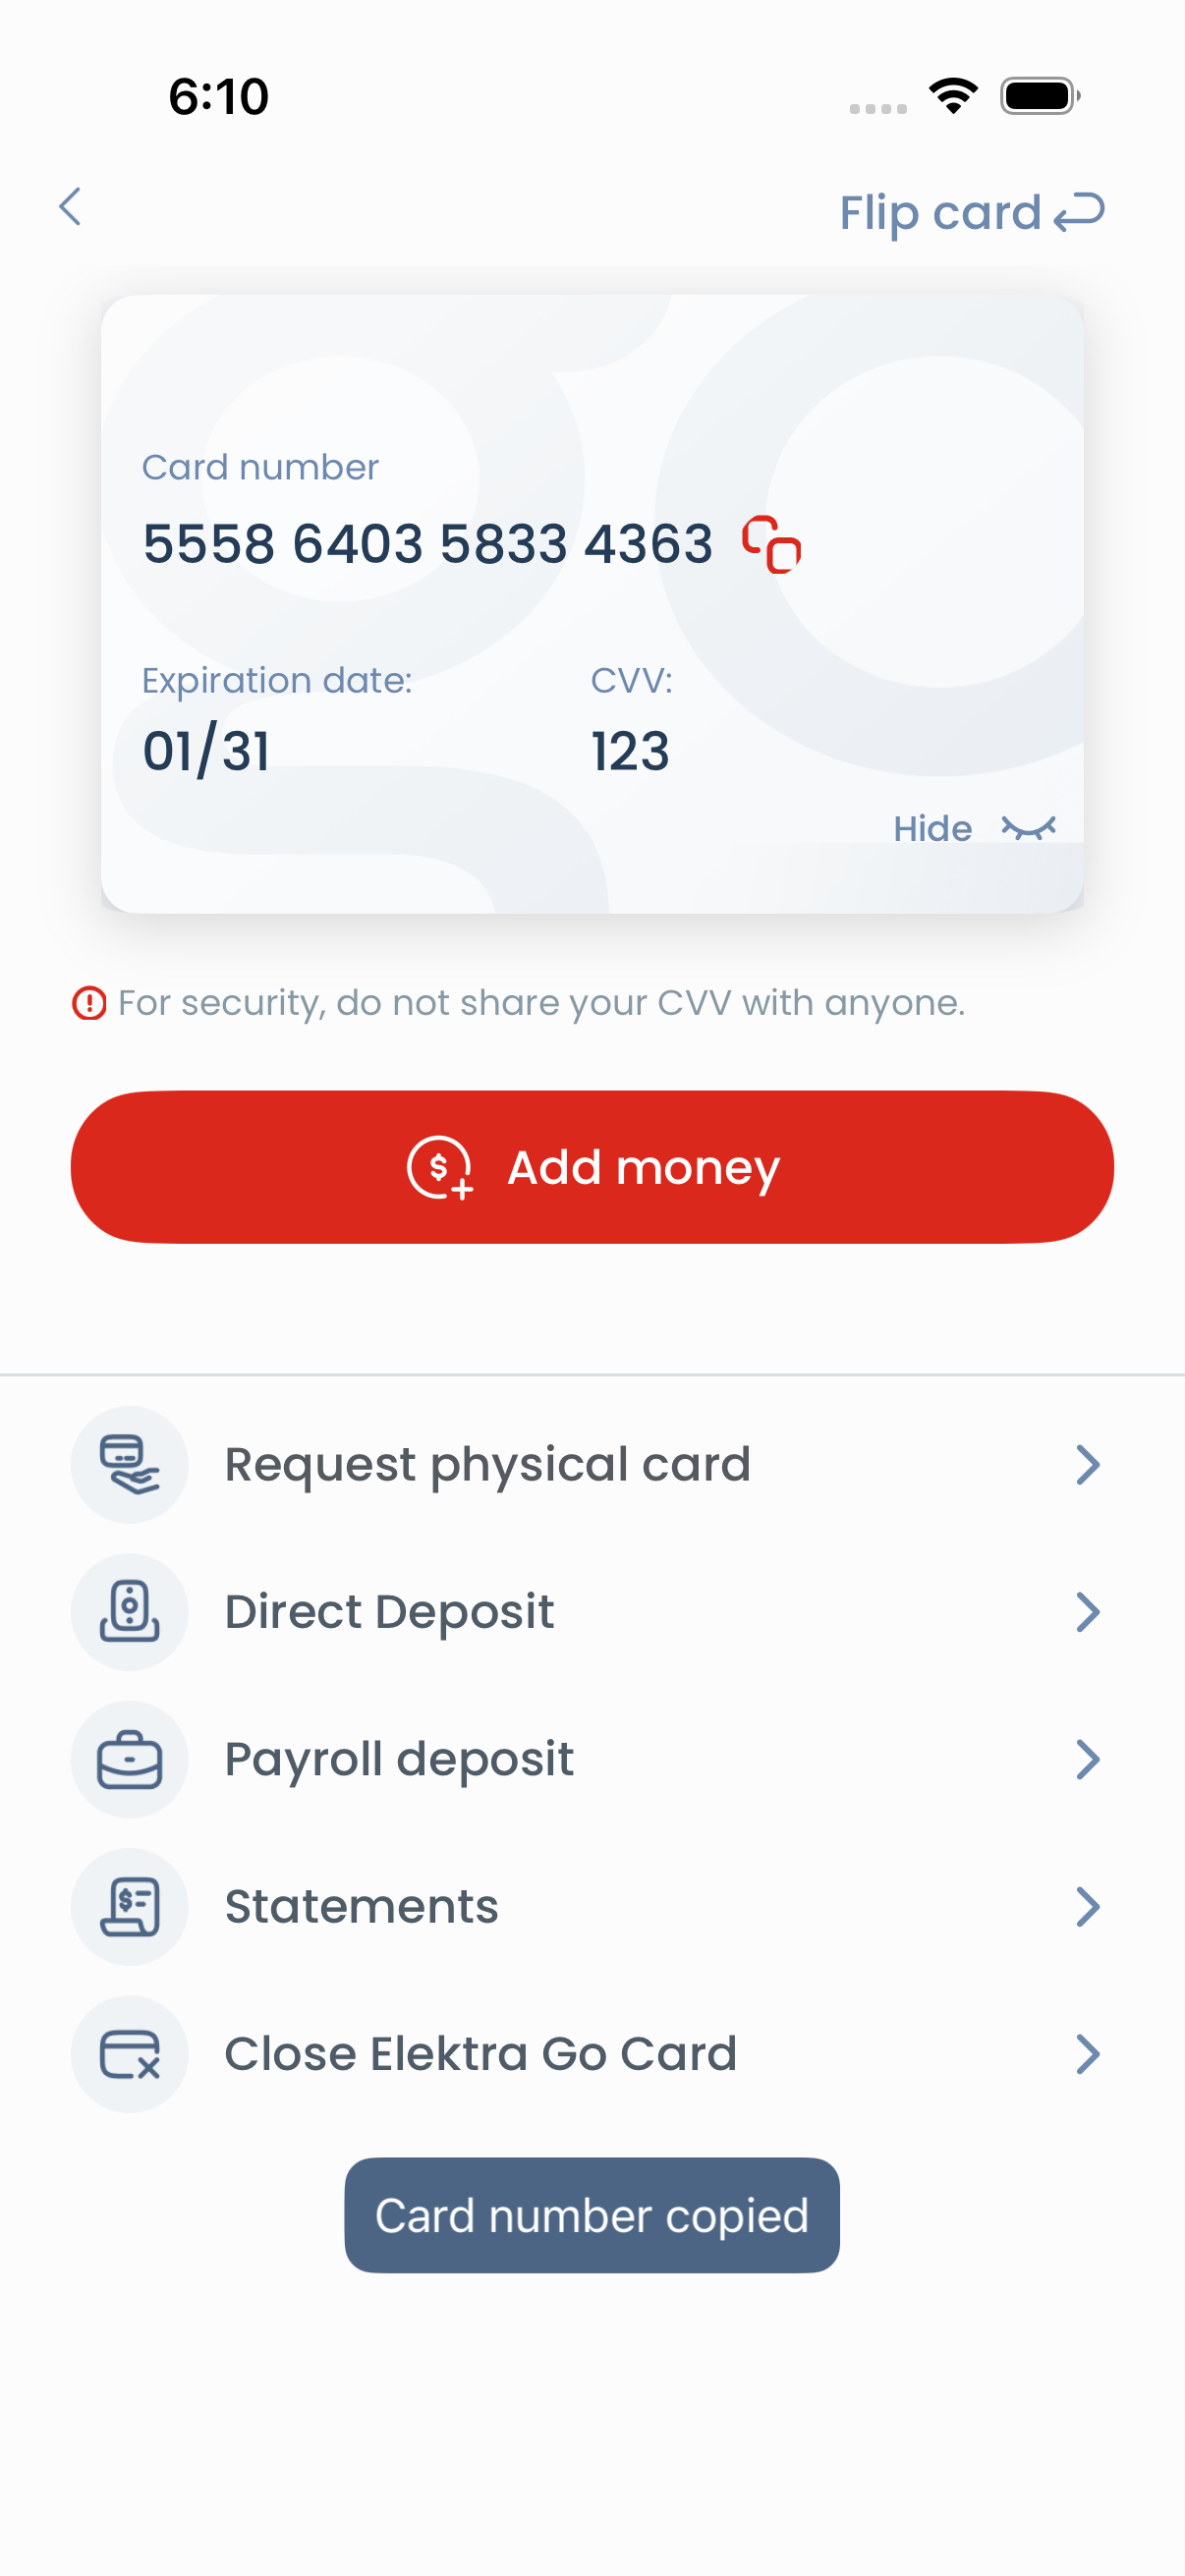 6:10
Flip card
Card number
5558 6403 5833 4363
Expiration date:
CVV:
01/31
123
Hide
For security, do not share your CVV with anyone.
Add money
Request physical card
Direct Deposit
Payroll deposit
Statements
Close Elektra Go Card
Card number copied